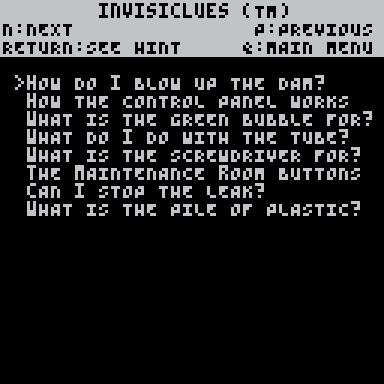 INVISICLUES (TM)
N:NEXT P:PREVIOUS
RETURN:SEE HINT Q:MAIN MENU
>How do I blow up the dam?
How the control panel works
What is the green bubble for?
What do I do with the tube?
What is the screwdriver for?
The Maintenance Room buttons
Can I stop the leak?
What is the pile of plastic?